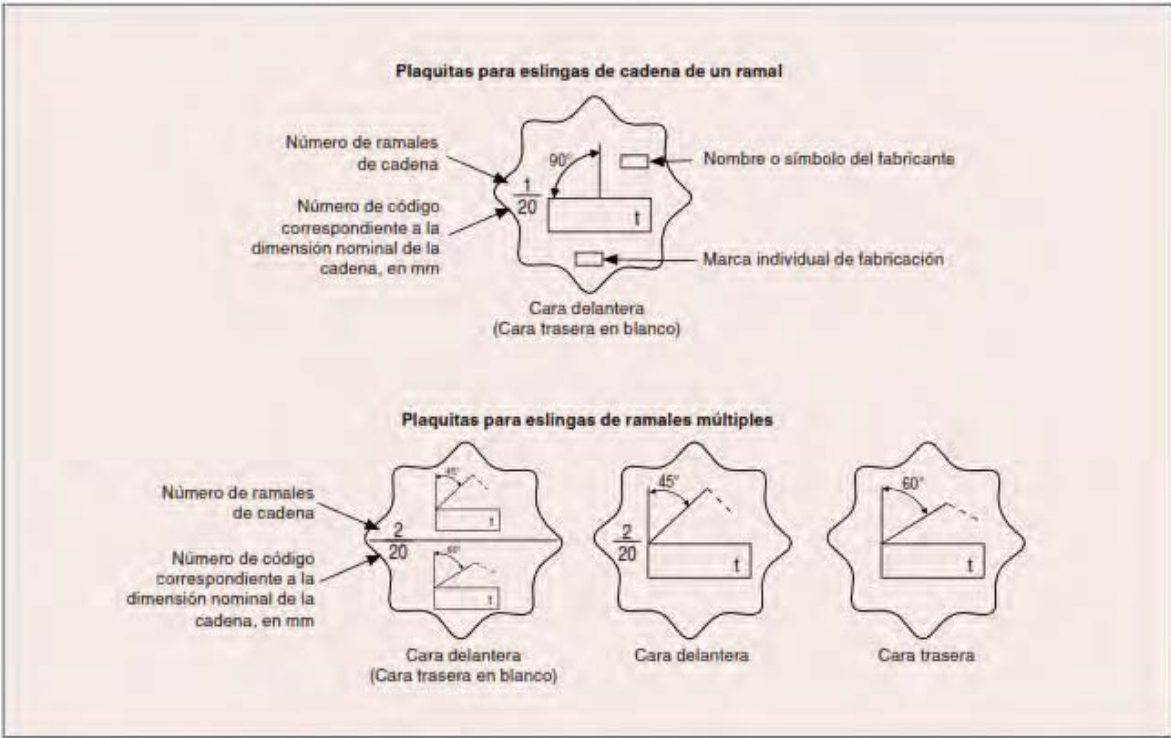 Plaquitas para eslingas de cadena de un ramal
Número de ramales
de cadena
90°
Nombre o símbolo del fabricante
1
20
t
Número de código
correspondiente a la
dimensión nominal de la
cadena, en mm
Marca individual de fabricación
Cara delantera
(Cara trasera en blanco)
Plaquitas para eslingas de ramales múltiples
Número de ramales
de cadena
Número de código
correspondiente a la
dimensión nominal de la
cadena, en mm
45°
t
2
20
60°
t
Cara delantera
(Cara trasera en blanco)
45°
2
20
t
Cara delantera
60°
t
Cara trasera